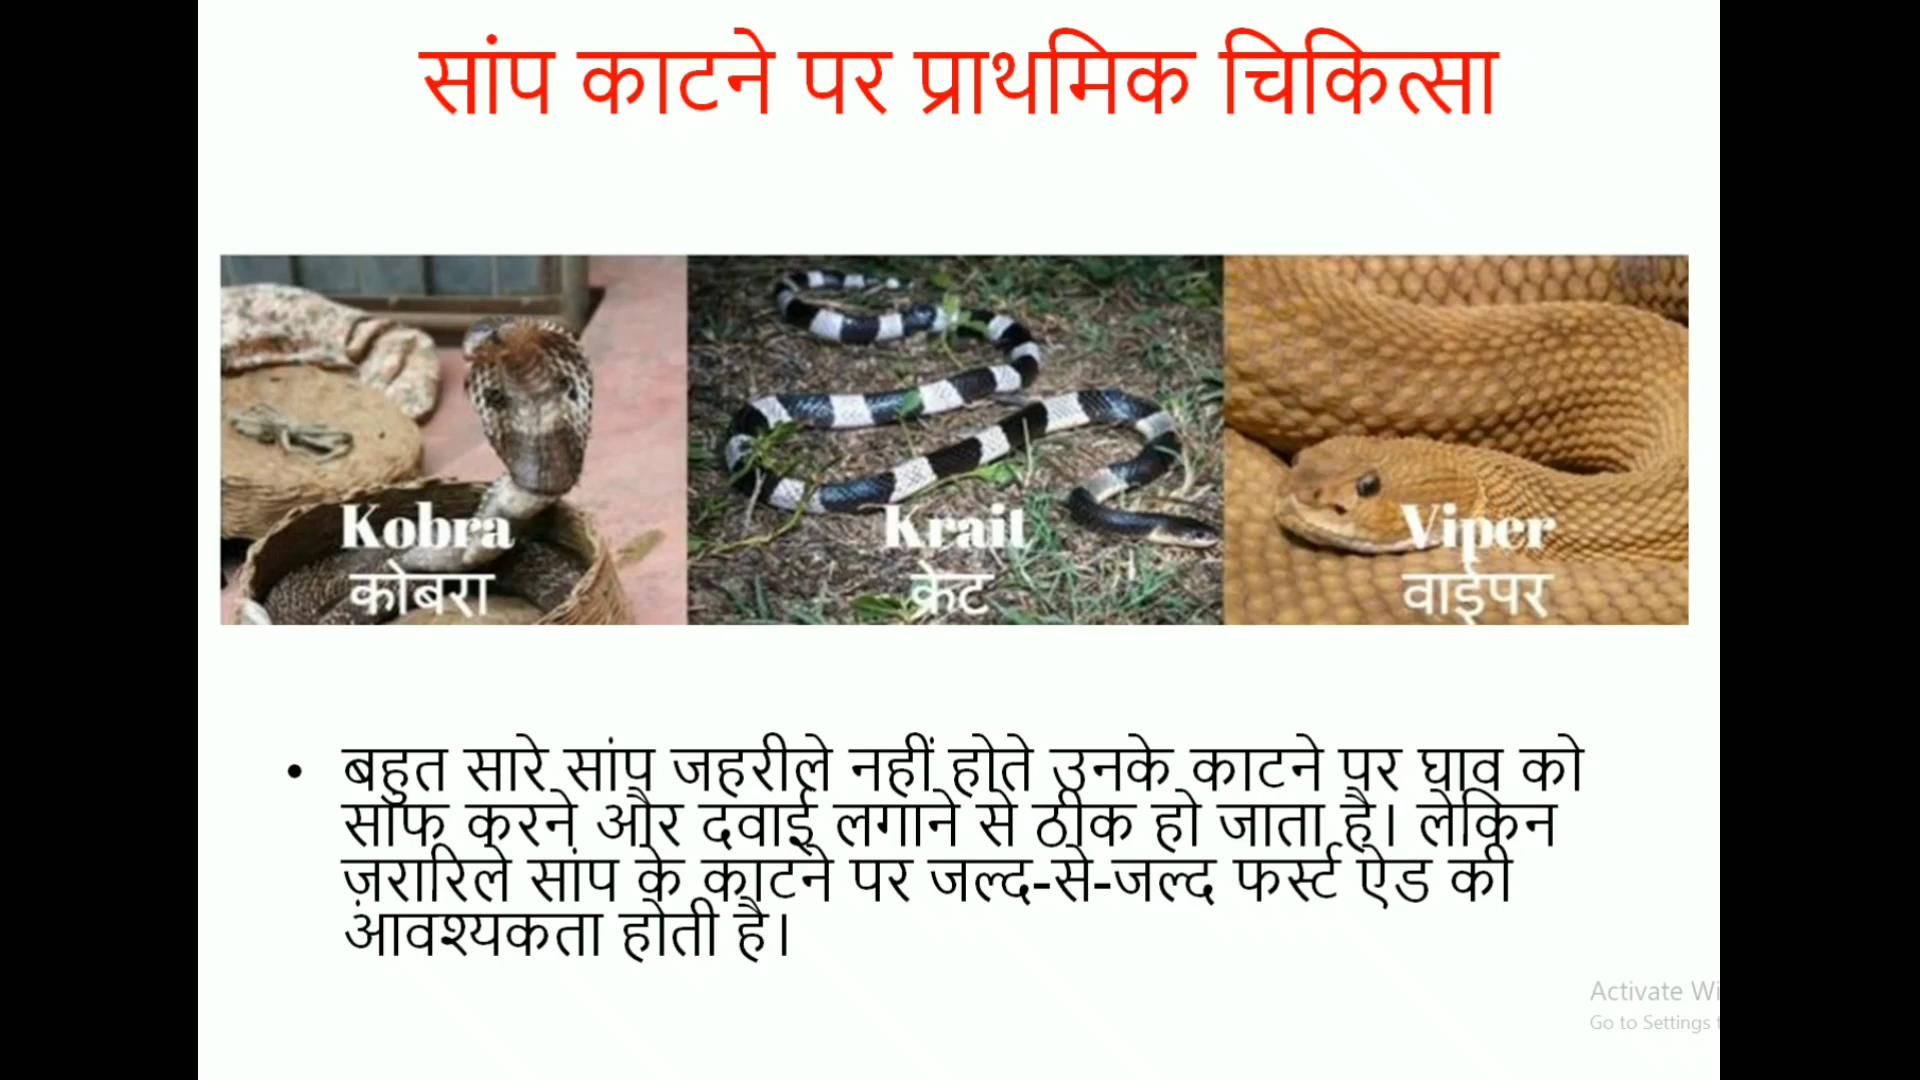 सांप काटने पर प्राथमिक चिकित्सा
Kobra
कोबरा
Krait
क्रेट
Viper
वाईपर
• बहुत सारे सांप जहरीले नहीं होते उनके काटने पर घाव को
साफ करने और दवाई लगाने से ठीक हो जाता है। लेकिन
ज़रारिले सांप के काटने पर जल्द-से-जल्द फर्स्ट ऐड की
आवश्यकता होती है।
Activate Wi
Go to Settings t